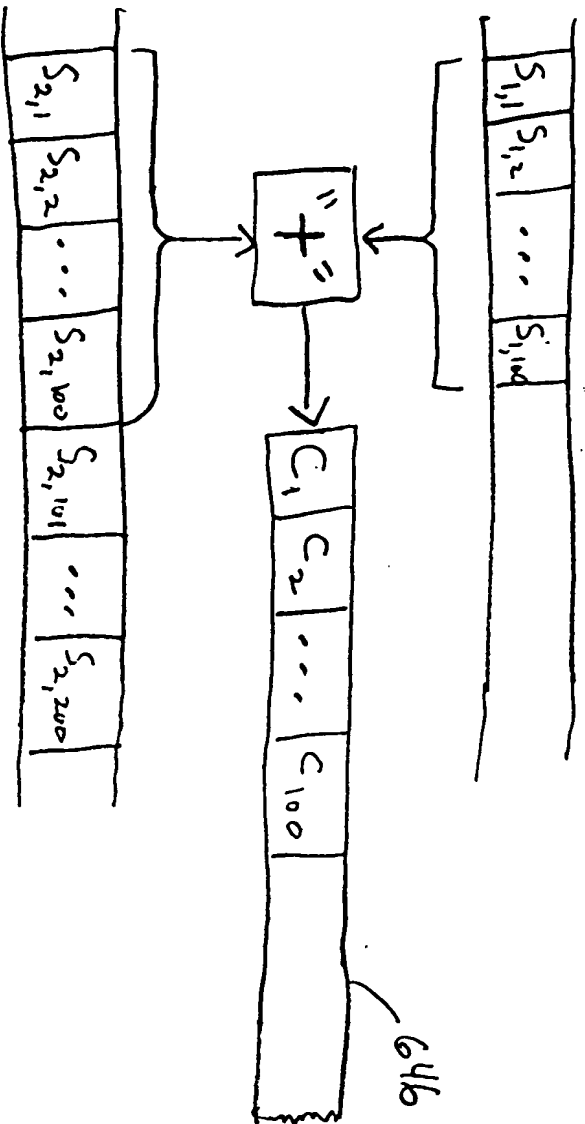 S1,1 S1,2 ... S1,100
"+"
C1 C2 ... C100
646
S2,1 S2,2 ... S2,100 S2,101 ... S2,200